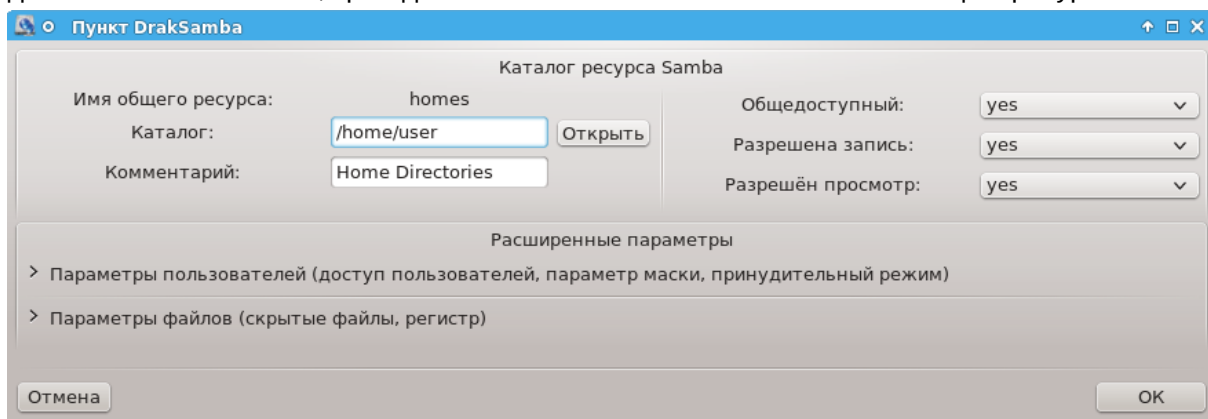 Пункт DrakSamba
Каталог ресурса Samba
Имя общего ресурса: homes
Каталог: /home/user Открыть
Комментарий: Home Directories
Общедоступный: yes
Разрешена запись: yes
Разрешён просмотр: yes
Расширенные параметры
> Параметры пользователей (доступ пользователей, параметр маски, принудительный режим)
> Параметры файлов (скрытые файлы, регистр)
Отмена
OK